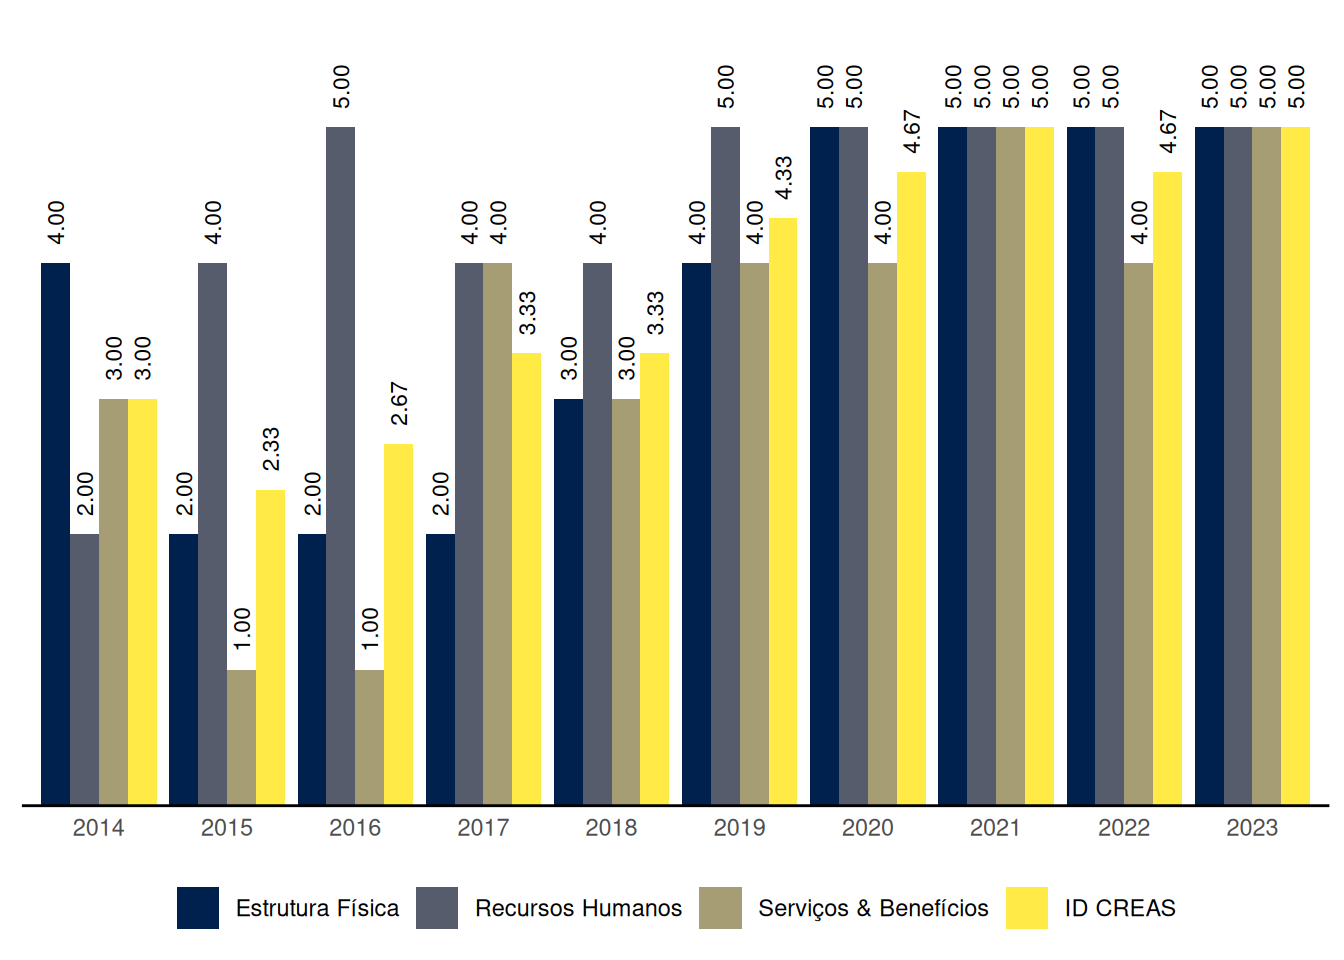 4.00 2.00 3.00 3.00
2.00 4.00 1.00 2.33
2.00 5.00 1.00 2.67
2.00 4.00 4.00 3.33
3.00 4.00 3.00 3.33
4.00 5.00 4.00 4.33
5.00 5.00 4.00 4.67
5.00 5.00 5.00 5.00
5.00 5.00 4.00 4.67
5.00 5.00 5.00 5.00
2014 2015 2016 2017 2018 2019 2020 2021 2022 2023
Estrutura Física Recursos Humanos Serviços & Benefícios ID CREAS